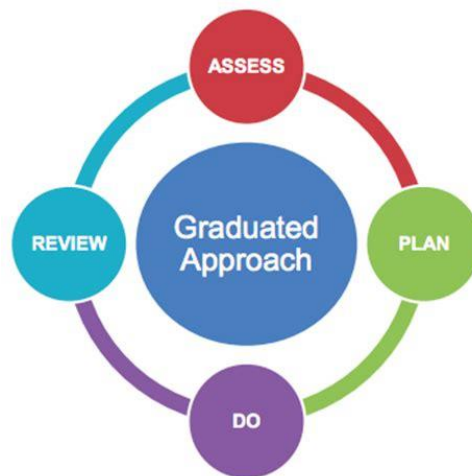 ASSESS
Graduated
Approach
REVIEW
PLAN
DO